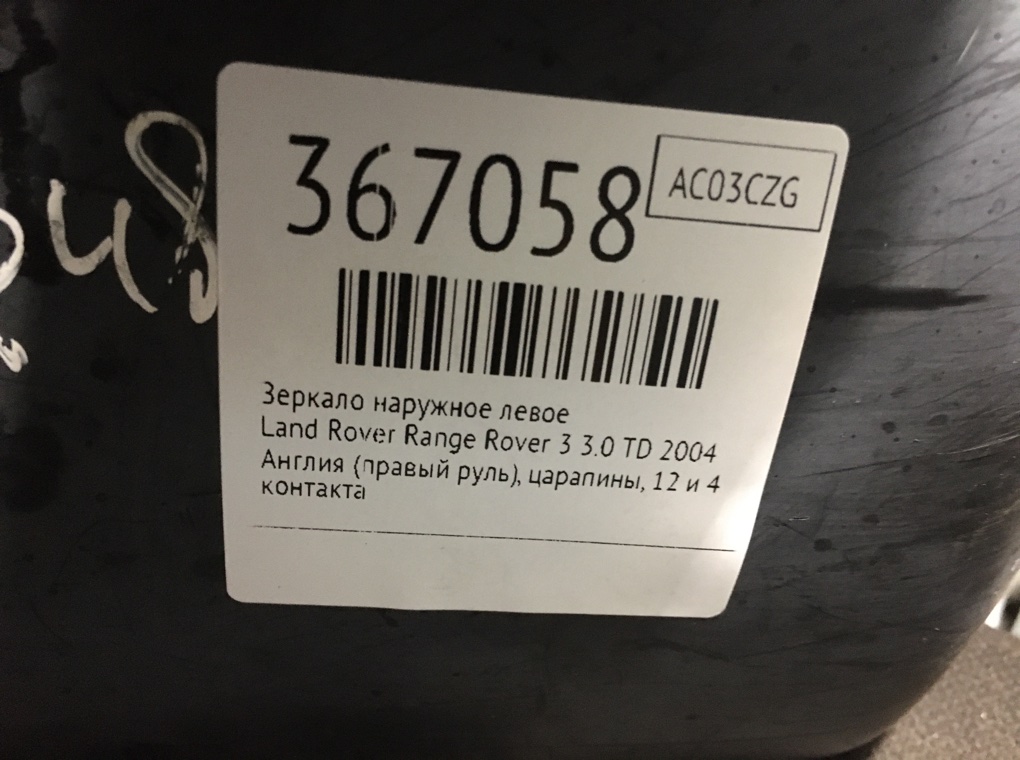 367058
AC03CZG
Зеркало наружное левое
Land Rover Range Rover 3 3.0 TD 2004
Англия (правый руль), царапины, 12 и 4
контакта